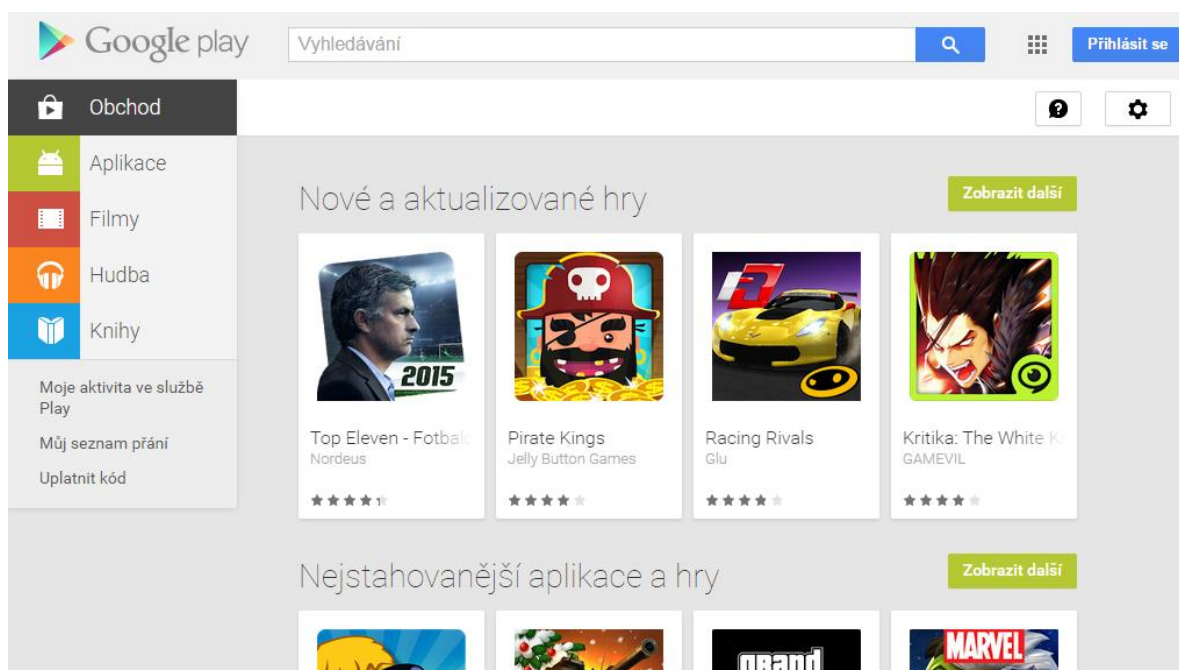 Google play
Vyhledávání
Přihlásit se
Obchod
Aplikace
Filmy
Hudba
Knihy
Moje aktivita ve službě
Play
Můj seznam přání
Uplatnit kód
Nové a aktualizované hry
Zobrazit další
2015
R
Top Eleven - Fotbal
Nordeus
Pirate Kings
Jelly Button Games
Racing Rivals
Glu
Kritika: The White K
GAMEVIL
Nejstahovanější aplikace a hry
Zobrazit další
grand
MARVEL